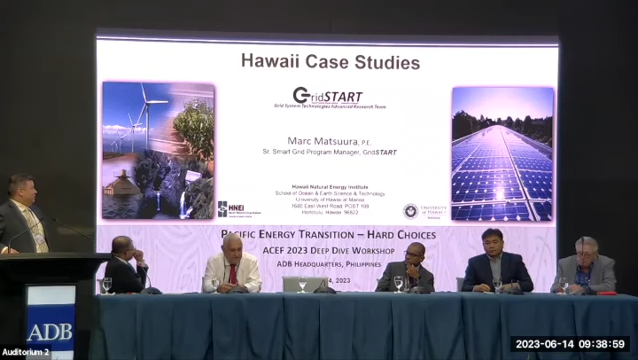 Hawaii Case Studies
GridSTART
Grid System Technologies Advanced Research Team
Marc Matsuura, P.E.
Sr. Smart Grid Program Manager, GridSTART
Hawaii Natural Energy Institute
School of Ocean & Earth Science & Technology
University of Hawaii at Manoa
1680 East West Road, POST 109
Honolulu, Hawaii 96822
HNEI
PACIFIC ENERGY TRANSITION – HARD CHOICES
ACEF 2023 DEEP DIVE WORKSHOP
ADB HEADQUARTERS, PHILIPPINES
4, 2023
ADB
Auditorium 2
2023-06-14 09:38:59